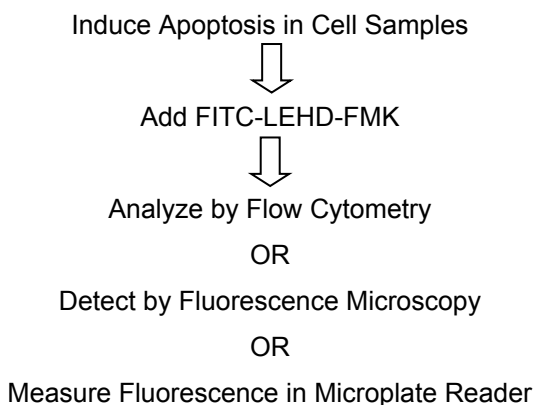 Induce Apoptosis in Cell Samples
Add FITC-LEHD-FMK
Analyze by Flow Cytometry
OR
Detect by Fluorescence Microscopy
OR
Measure Fluorescence in Microplate Reader